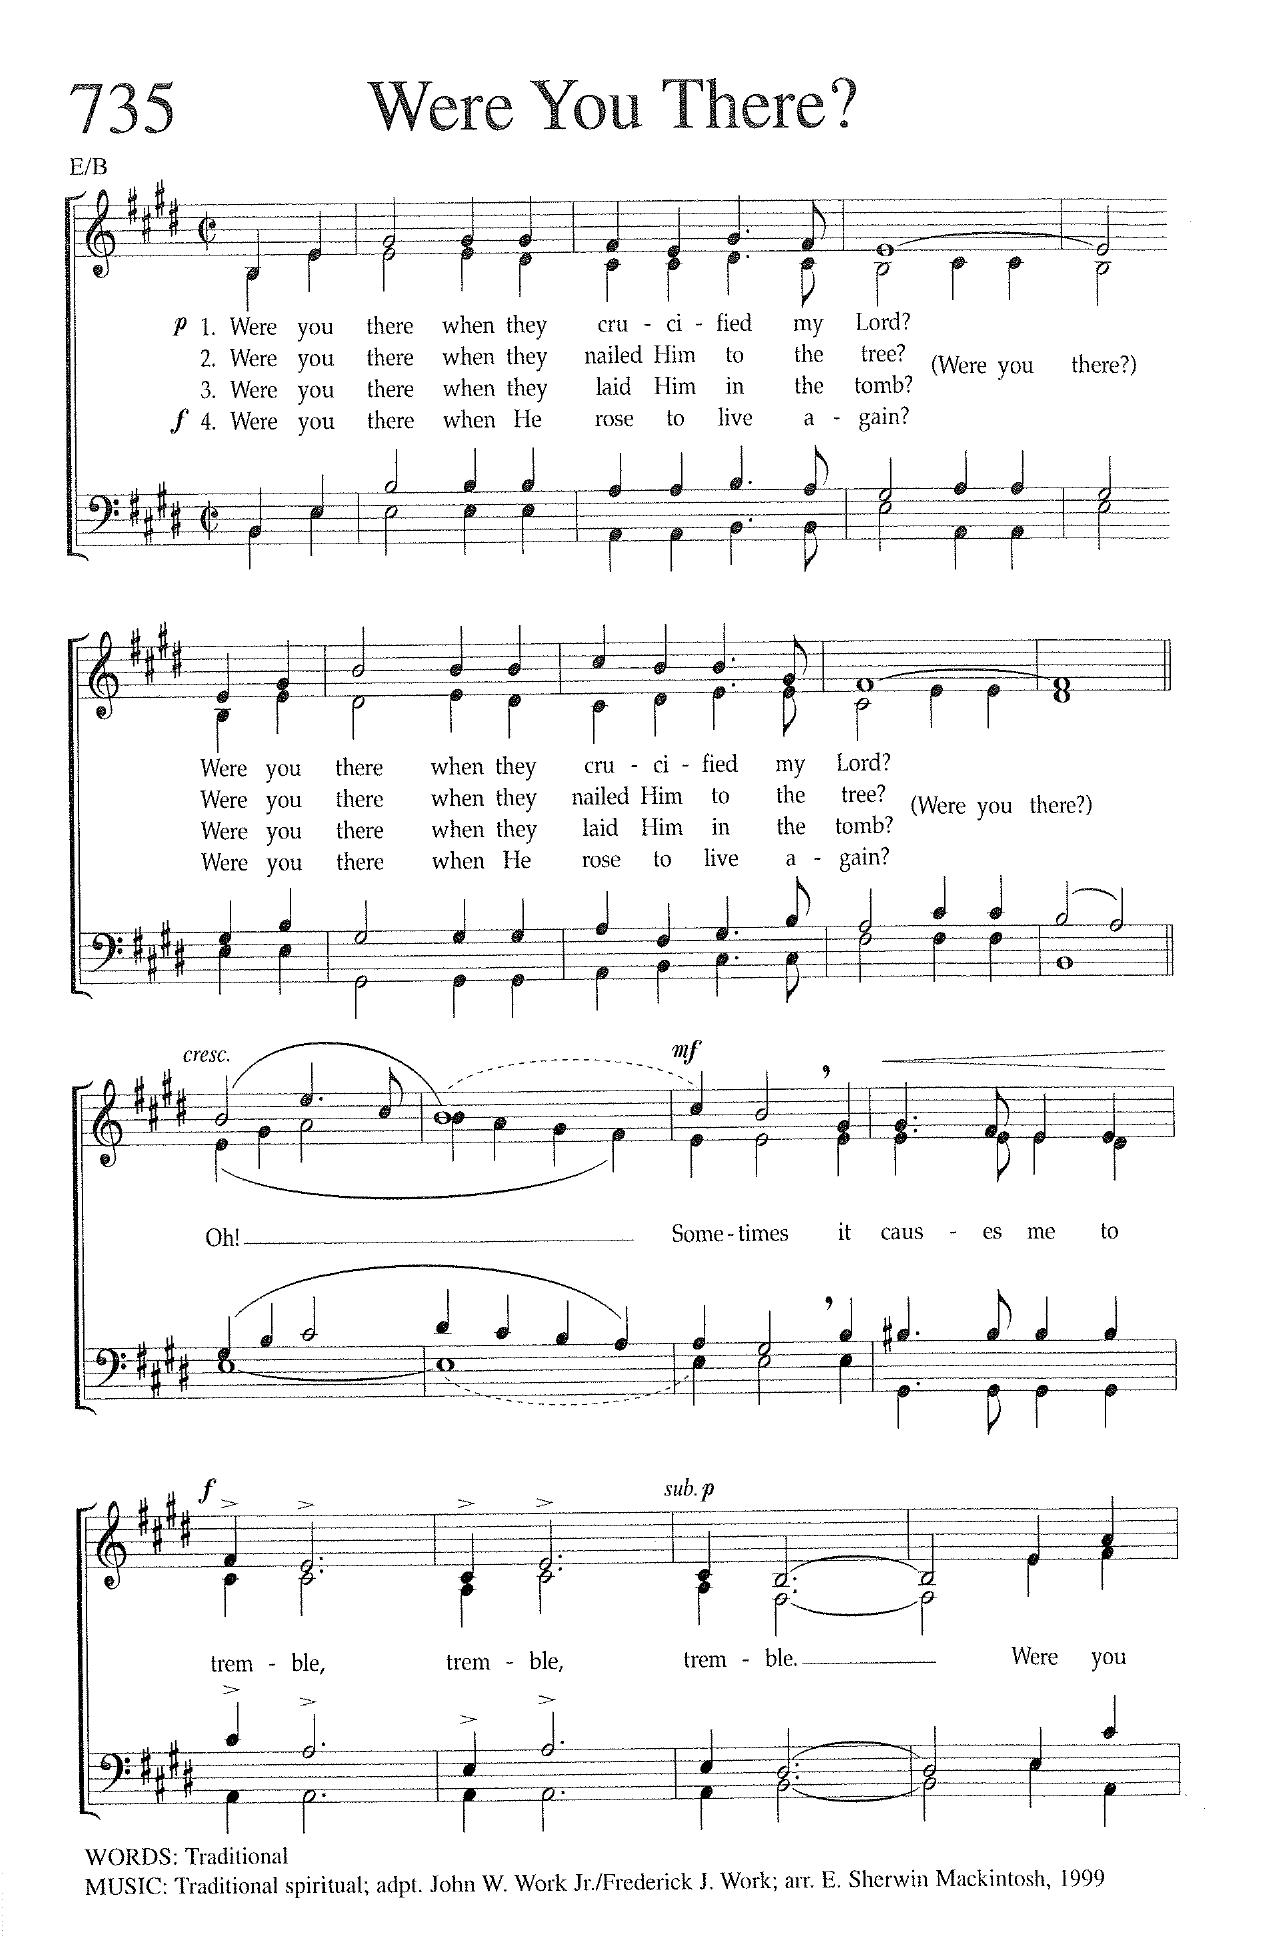 735 Were You There?
E/B
p 1. Were you there when they cru - ci - fied my Lord?
2. Were you there when they nailed Him to the tree? (Were you there?)
3. Were you there when they laid Him in the tomb?
f 4. Were you there when He rose to live a - gain?
Were you there when they cru - ci - fied my Lord?
Were you there when they nailed Him to the tree? (Were you there?)
Were you there when they laid Him in the tomb?
Were you there when He rose to live a - gain?
cresc. mf
Oh! Some - times it caus - es me to
f sub. p
trem - ble, trem - ble, trem - ble. Were you
WORDS: Traditional
MUSIC: Traditional spiritual; adpt. John W. Work Jr./Frederick J. Work; arr. E. Sherwin Mackintosh, 1999